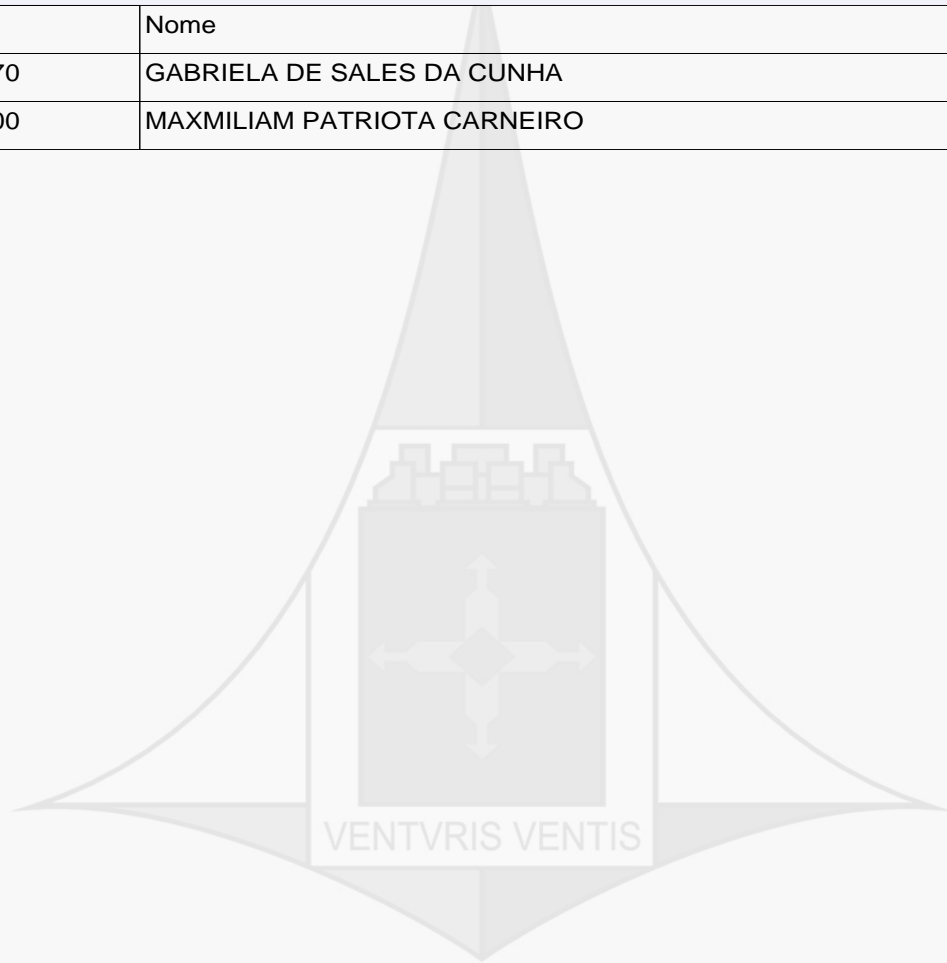 Nome
70 GABRIELA DE SALES DA CUNHA
00 MAXMILIAM PATRIOTA CARNEIRO
VENTVRIS VENTIS